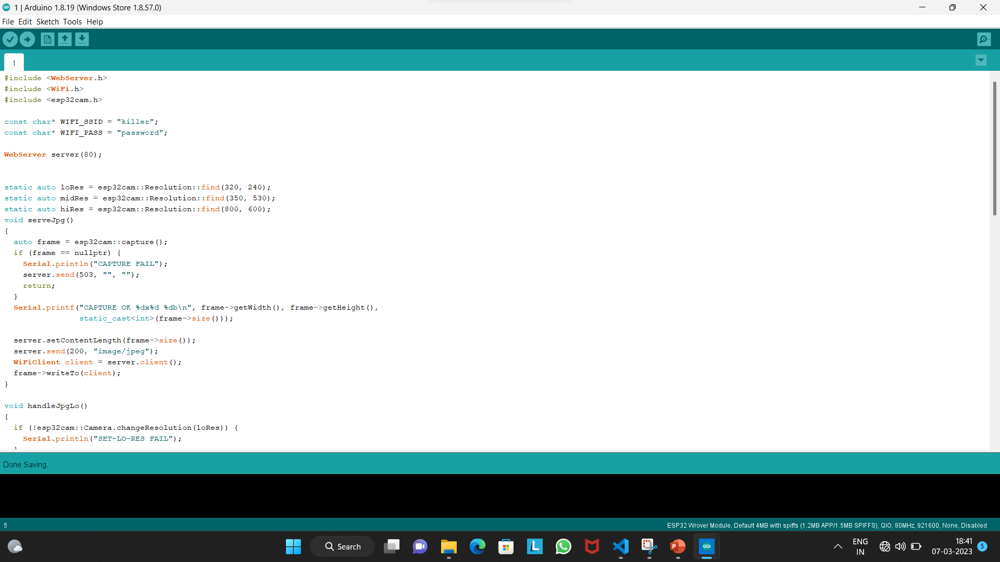 1 | Arduino 1.8.19 (Windows Store 1.8.57.0)
File Edit Sketch Tools Help
1
#include <WebServer.h>
#include <WiFi.h>
#include <esp32cam.h>
const char* WIFI_SSID = "killer";
const char* WIFI_PASS = "password";
WebServer server(80);
static auto loRes = esp32cam::Resolution::find(320, 240);
static auto midRes = esp32cam::Resolution::find(350, 530);
static auto hiRes = esp32cam::Resolution::find(800, 600);
void serveJpg()
{
  auto frame = esp32cam::capture();
  if (frame == nullptr) {
    Serial.println("CAPTURE FAIL");
    server.send(503, "", "");
    return;
  }
  Serial.printf("CAPTURE OK %dx%d %db\n", frame->getWidth(), frame->getHeight(),
                static_cast<int>(frame->size()));
  server.setContentLength(frame->size());
  server.send(200, "image/jpeg");
  WiFiClient client = server.client();
  frame->writeTo(client);
}
void handleJpgLo()
{
  if (!esp32cam::Camera.changeResolution(loRes)) {
    Serial.println("SET-LO-RES FAIL");
  }
Done Saving.
5
ESP32 Wrover Module, Default 4MB with spiffs (1.2MB APP/1.5MB SPIFFS), QIO, 80MHz, 921600, None, Disabled
Search
L
P
ENG
IN
18:41
07-03-2023
5